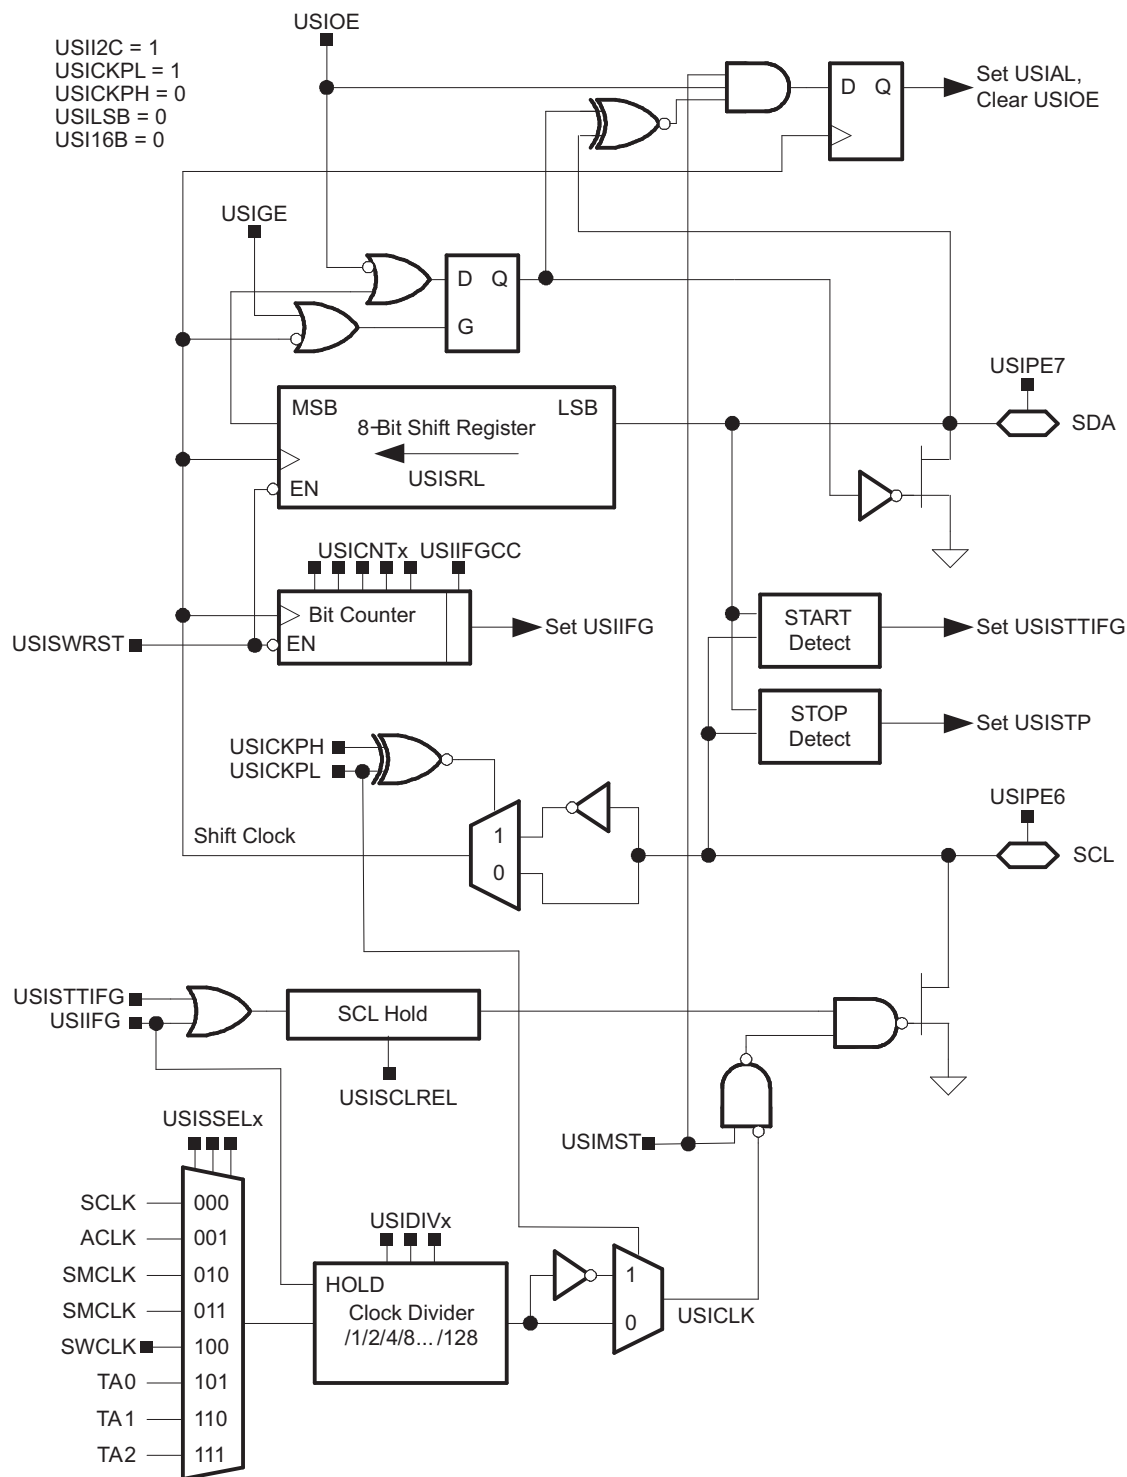 USIOE
USII2C = 1
USICKPL = 1
USICKPH = 0
USILSB = 0
USI16B = 0
D Q
Set USIAL,
Clear USIOE
USIGE
D Q
G
USIPE7
MSB LSB
8-Bit Shift Register
USISRL
EN
SDA
USICNTx USIIFGCC
Bit Counter
EN
Set USIIFG
USISWRST
START
Detect
Set USISTTIFG
STOP
Detect
Set USISTP
USICKPH
USICKPL
USIPE6
Shift Clock
1
0
SCL
USISTTIFG
USIIFG
SCL Hold
USISCLREL
USISSELx
USIMST
SCLK 000
ACLK 001
SMCLK 010
SMCLK 011
SWCLK 100
TA0 101
TA1 110
TA2 111
USIDIVx
HOLD
Clock Divider
/1/2/4/8... /128
1
0
USICLK